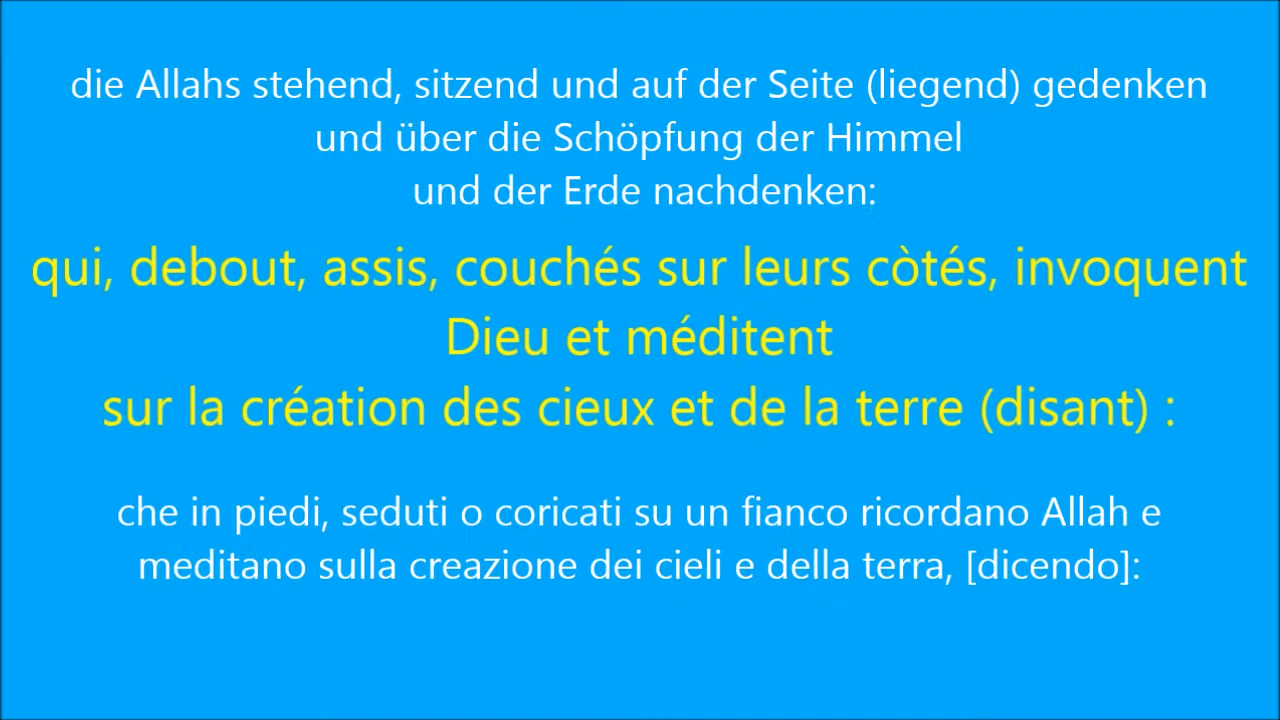 die Allahs stehend, sitzend und auf der Seite (liegend) gedenken
und über die Schöpfung der Himmel
und der Erde nachdenken:
qui, debout, assis, couchés sur leurs còtés, invoquent
Dieu et méditent
sur la création des cieux et de la terre (disant) :
che in piedi, seduti o coricati su un fianco ricordano Allah e
meditano sulla creazione dei cieli e della terra, [dicendo]: